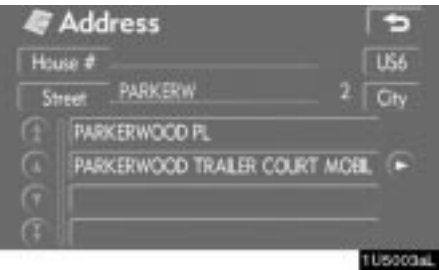 Address
House # US6
Street PARKERW 2 City
PARKERWOOD PL
PARKERWOOD TRAILER COURT MOBIL
1U5003aL